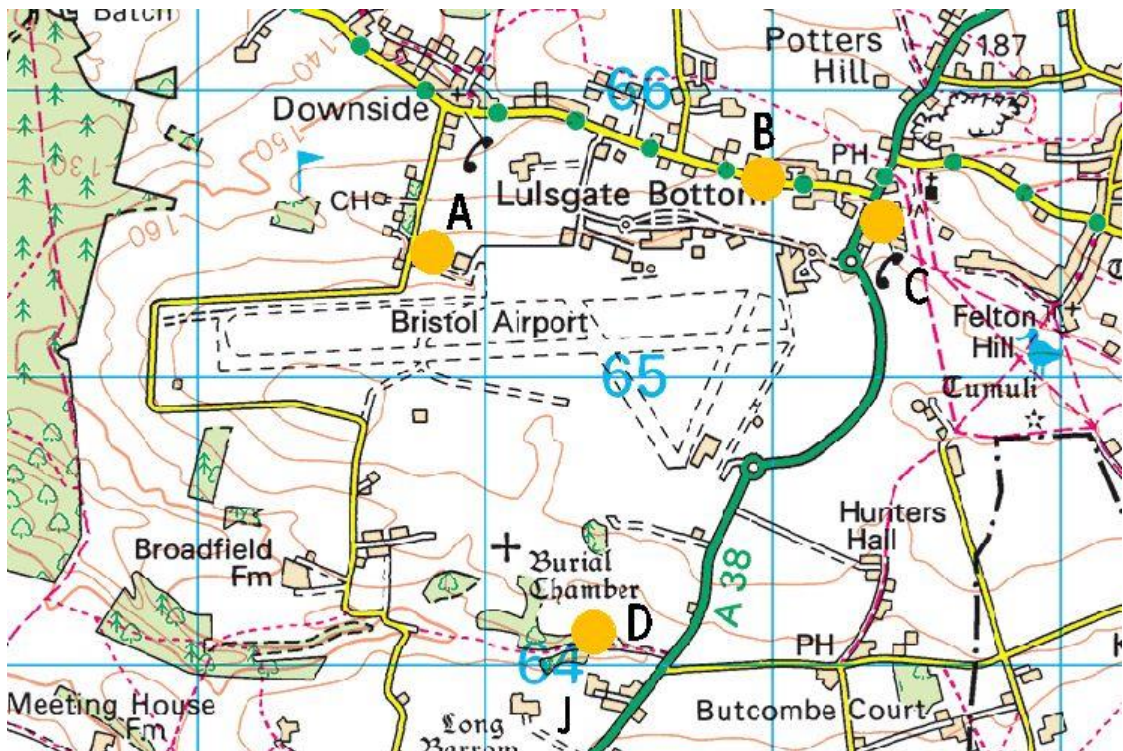 Batch
Potters
Hill
187
140
Downside
66
B
150
PH
130
CH
Lulsgate Bottom
A
160
C
Bristol Airport
Felton
Hill
65
Tumuli
Hunters
Hall
Broadfield
Fm
Burial
Chamber
A 38
D
64
PH
K
Meeting House
Fm
J
Butcombe Court
Long
Barrow